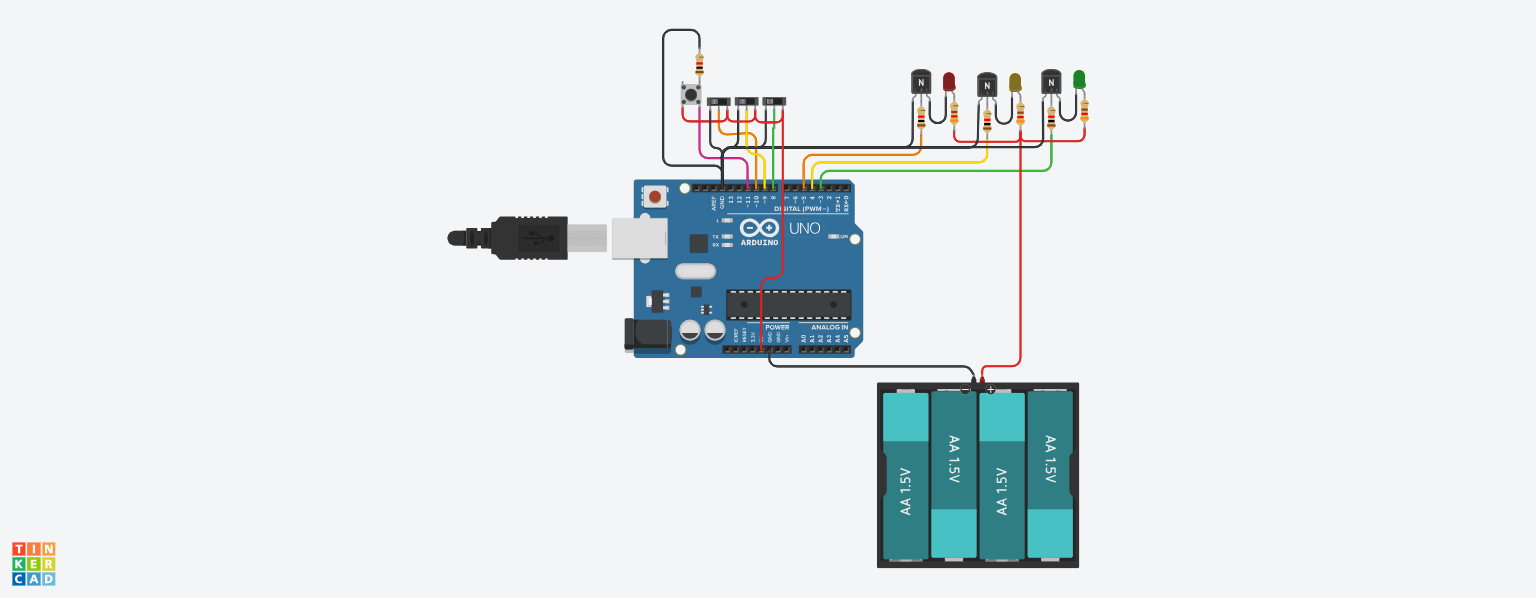 N
N
N
AREF
GND
13
12
~11
~10
~9
8
7
~6
~5
4
~3
2
TX→1
RX←0
DIGITAL (PWM~)
L
TX
RX
ARDUINO
UNO
ON
POWER
ANALOG IN
IOREF
RESET
3.3V
GND
GND
Vin
A0
A1
A2
A3
A4
A5
AA 1.5V
AA 1.5V
AA 1.5V
AA 1.5V
TIN
KER
CAD